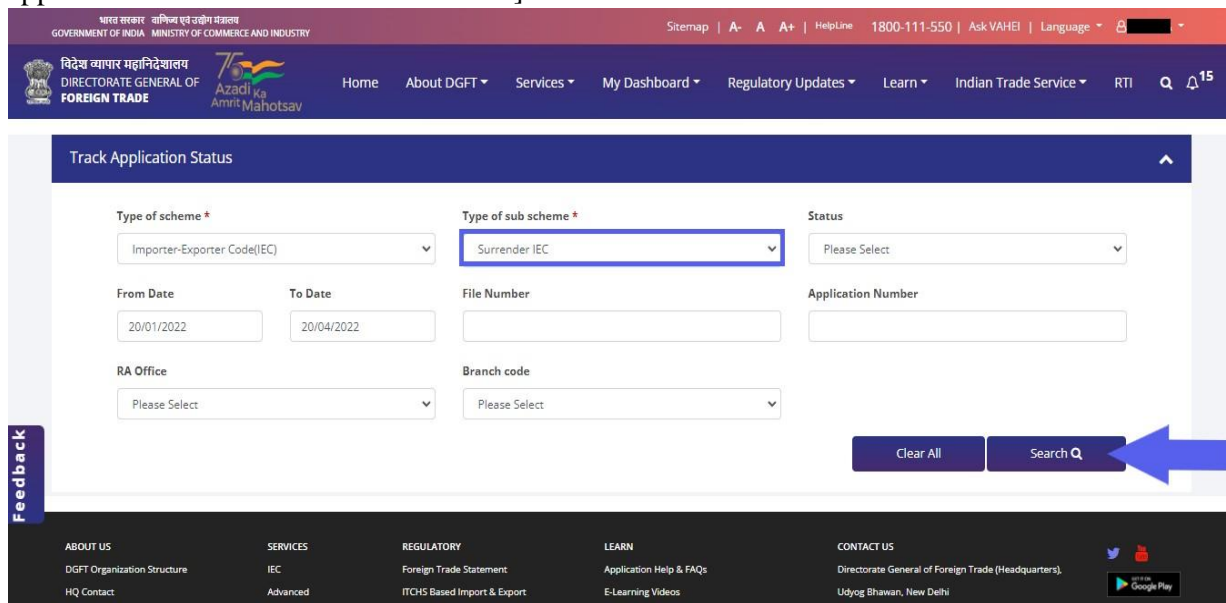 भारत सरकार वाणिज्य एवं उद्योग मंत्रालय
GOVERNMENT OF INDIA MINISTRY OF COMMERCE AND INDUSTRY
Sitemap | A- A A+ | HelpLine 1800-111-550 | Ask VAHEI | Language
विदेश व्यापार महानिदेशालय
DIRECTORATE GENERAL OF
FOREIGN TRADE
Azadi Ka
Amrit Mahotsav
Home About DGFT Services My Dashboard Regulatory Updates Learn Indian Trade Service RTI 15
Track Application Status
Type of scheme * Type of sub scheme * Status
Importer-Exporter Code(IEC) Surrender IEC Please Select
From Date To Date File Number Application Number
20/01/2022 20/04/2022
RA Office Branch code
Please Select Please Select
Feedback
Clear All Search
ABOUT US SERVICES REGULATORY LEARN CONTACT US
DGFT Organization Structure IEC Foreign Trade Statement Application Help & FAQs Directorate General of Foreign Trade (Headquarters),
HQ Contact Advanced ITCHS Based Import & Export E-Learning Videos Udyog Bhawan, New Delhi
GET IT ON
Google Play